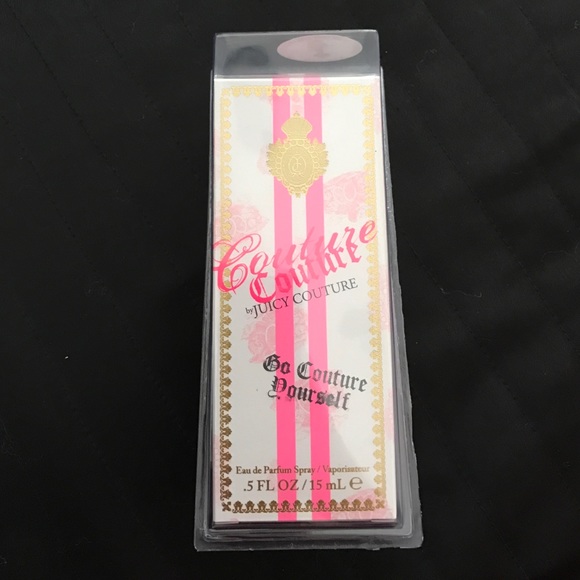 Couture
Couture
by JUICY COUTURE
Go Couture
Yourself
Eau de Parfum Spray / Vaporisateur
.5 FL OZ / 15 mL ℮